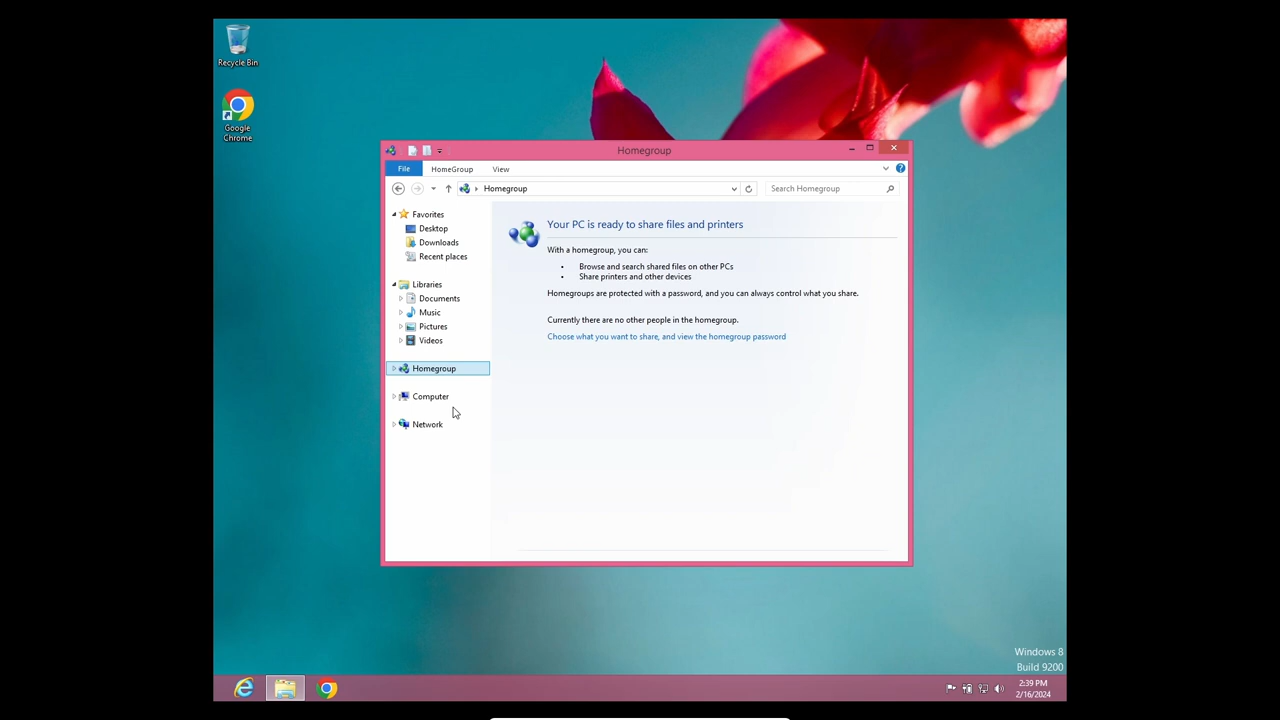 Recycle Bin
Google
Chrome
Homegroup
File
HomeGroup
View
Homegroup
Search Homegroup
Favorites
Desktop
Downloads
Recent places
Libraries
Documents
Music
Pictures
Videos
Homegroup
Computer
Network
Your PC is ready to share files and printers
With a homegroup, you can:
• Browse and search shared files on other PCs
• Share printers and other devices
Homegroups are protected with a password, and you can always control what you share.
Currently there are no other people in the homegroup.
Choose what you want to share, and view the homegroup password
Windows 8
Build 9200
2:39 PM
2/16/2024